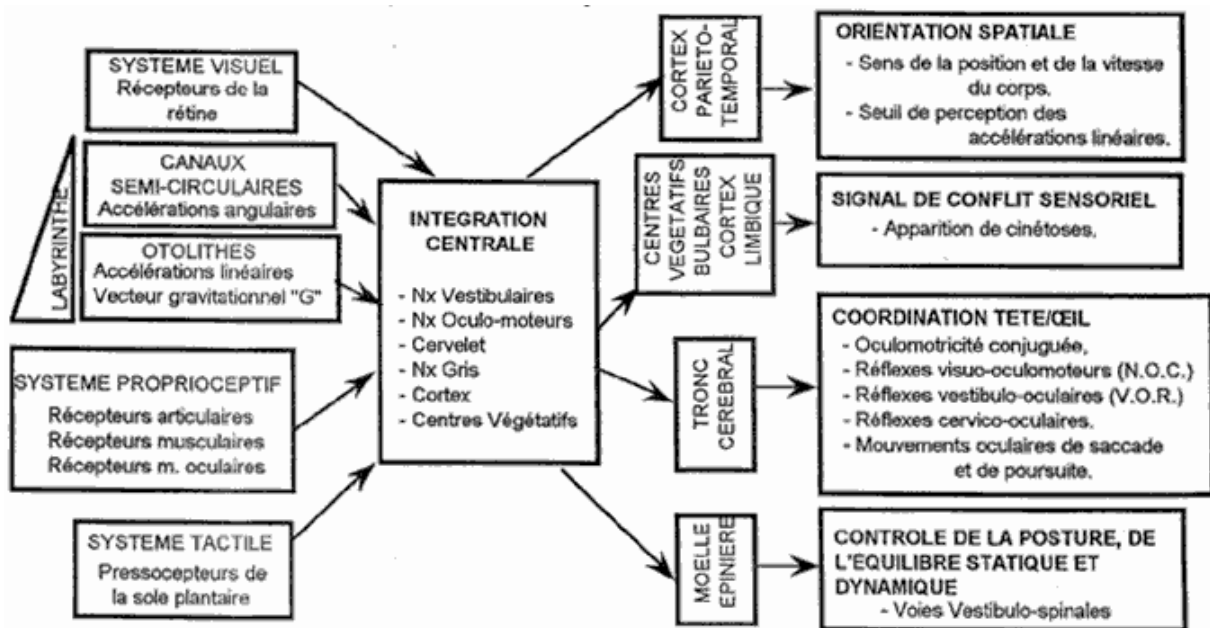 SYSTEME VISUEL
Récepteurs de la
rétine
LABYRINTHE
CANAUX
SEMI-CIRCULAIRES
Accélérations angulaires
OTOLITHES
Accélérations linéaires
Vecteur gravitationnel "G"
SYSTEME PROPRIOCEPTIF
Récepteurs articulaires
Récepteurs musculaires
Récepteurs m. oculaires
SYSTEME TACTILE
Pressocepteurs de
la sole plantaire
INTEGRATION
CENTRALE
- Nx Vestibulaires
- Nx Oculo-moteurs
- Cervelet
- Nx Gris
- Cortex
- Centres Végétatifs
CORTEX
PARIETO-
TEMPORAL
CENTRES
VEGETATIFS
BULBAIRES
CORTEX
LIMBIQUE
TRONC
CEREBRAL
MOELLE
EPINIERE
ORIENTATION SPATIALE
- Sens de la position et de la vitesse
du corps.
- Seuil de perception des
accélérations linéaires.
SIGNAL DE CONFLIT SENSORIEL
- Apparition de cinétoses.
COORDINATION TETE/ŒIL
- Oculomotricité conjuguée,
- Réflexes visuo-oculomoteurs (N.O.C.)
- Réflexes vestibulo-oculaires (V.O.R.)
- Réflexes cervico-oculaires.
- Mouvements oculaires de saccade
et de poursuite.
CONTROLE DE LA POSTURE, DE
L'EQUILIBRE STATIQUE ET
DYNAMIQUE
- Voies Vestibulo-spinales